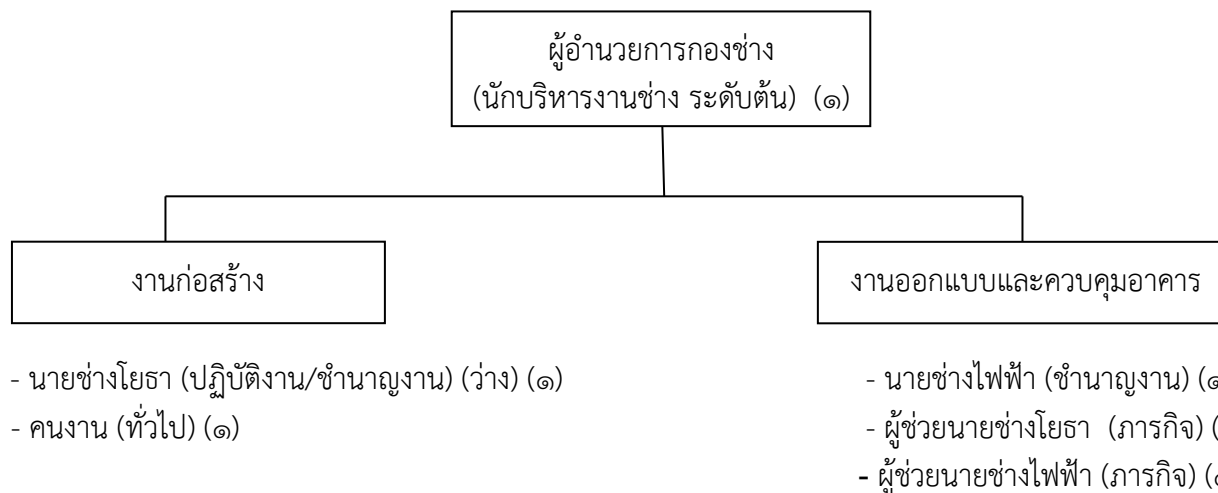 ผู้อำนวยการกองช่าง
(นักบริหารงานช่าง ระดับต้น) (๑)
งานก่อสร้าง
งานออกแบบและควบคุมอาคาร
- นายช่างโยธา (ปฏิบัติงาน/ชำนาญงาน) (ว่าง) (๑)
- คนงาน (ทั่วไป) (๑)
- นายช่างไฟฟ้า (ชำนาญงาน) (
- ผู้ช่วยนายช่างโยธา (ภารกิจ) (
- ผู้ช่วยนายช่างไฟฟ้า (ภารกิจ) (